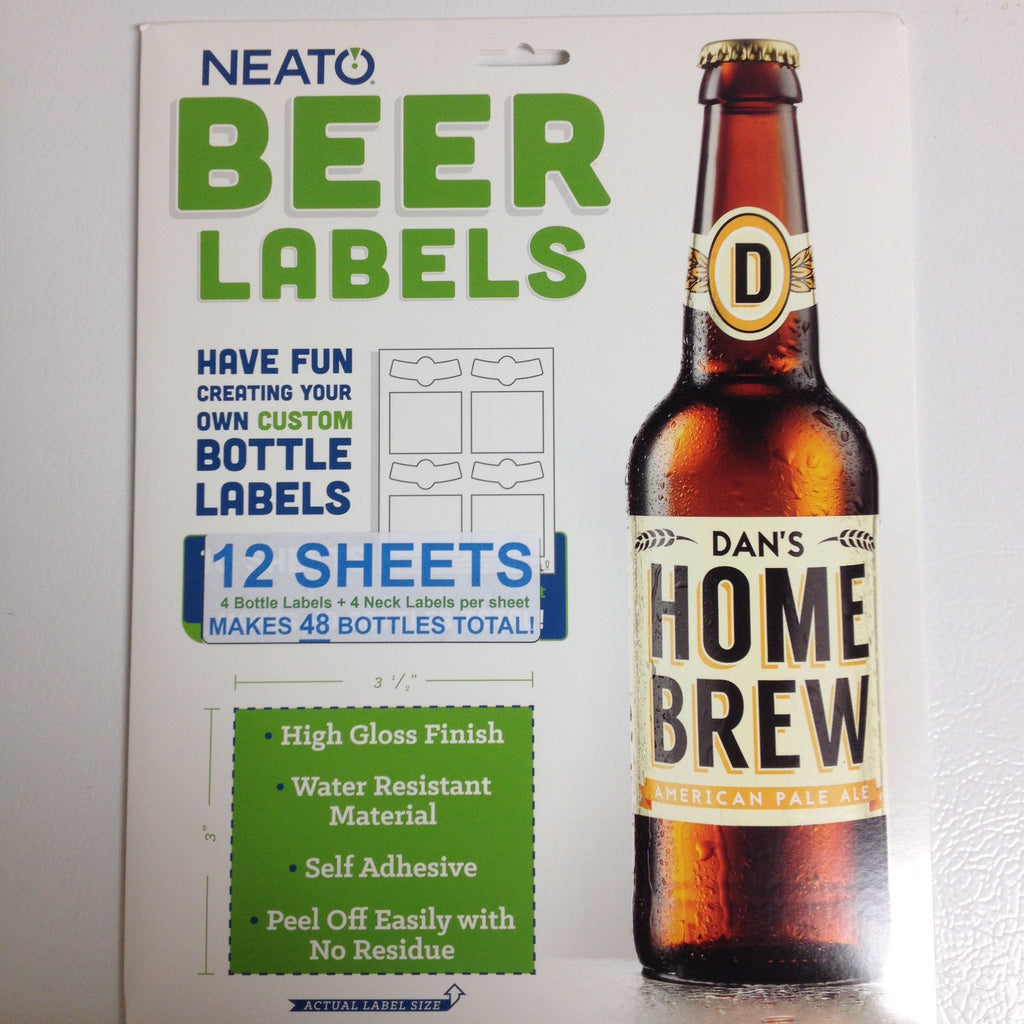 NEATO
BEER
LABELS
HAVE FUN
CREATING YOUR
OWN CUSTOM
BOTTLE
LABELS
12 SHEETS
4 Bottle Labels + 4 Neck Labels per sheet
MAKES 48 BOTTLES TOTAL!
3 ½"
3"
• High Gloss Finish
• Water Resistant
Material
• Self Adhesive
• Peel Off Easily with
No Residue
ACTUAL LABEL SIZE
D
DAN'S
HOME
BREW
AMERICAN PALE ALE